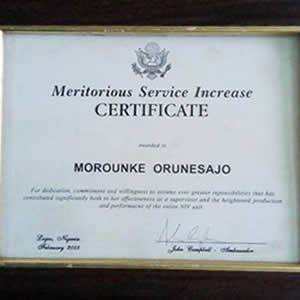 Meritorious Service Increase
CERTIFICATE
awarded to
MOROUNKE ORUNESAJO
For dedication, commitment and willingness to assume ever greater reponsibilities that has
contributed significantly both to her effectiveness as a supervisor and the heightened production
and performance of the entire NIV unit.
Lagos, Nigeria
February 2005
John Campbell - Ambassador